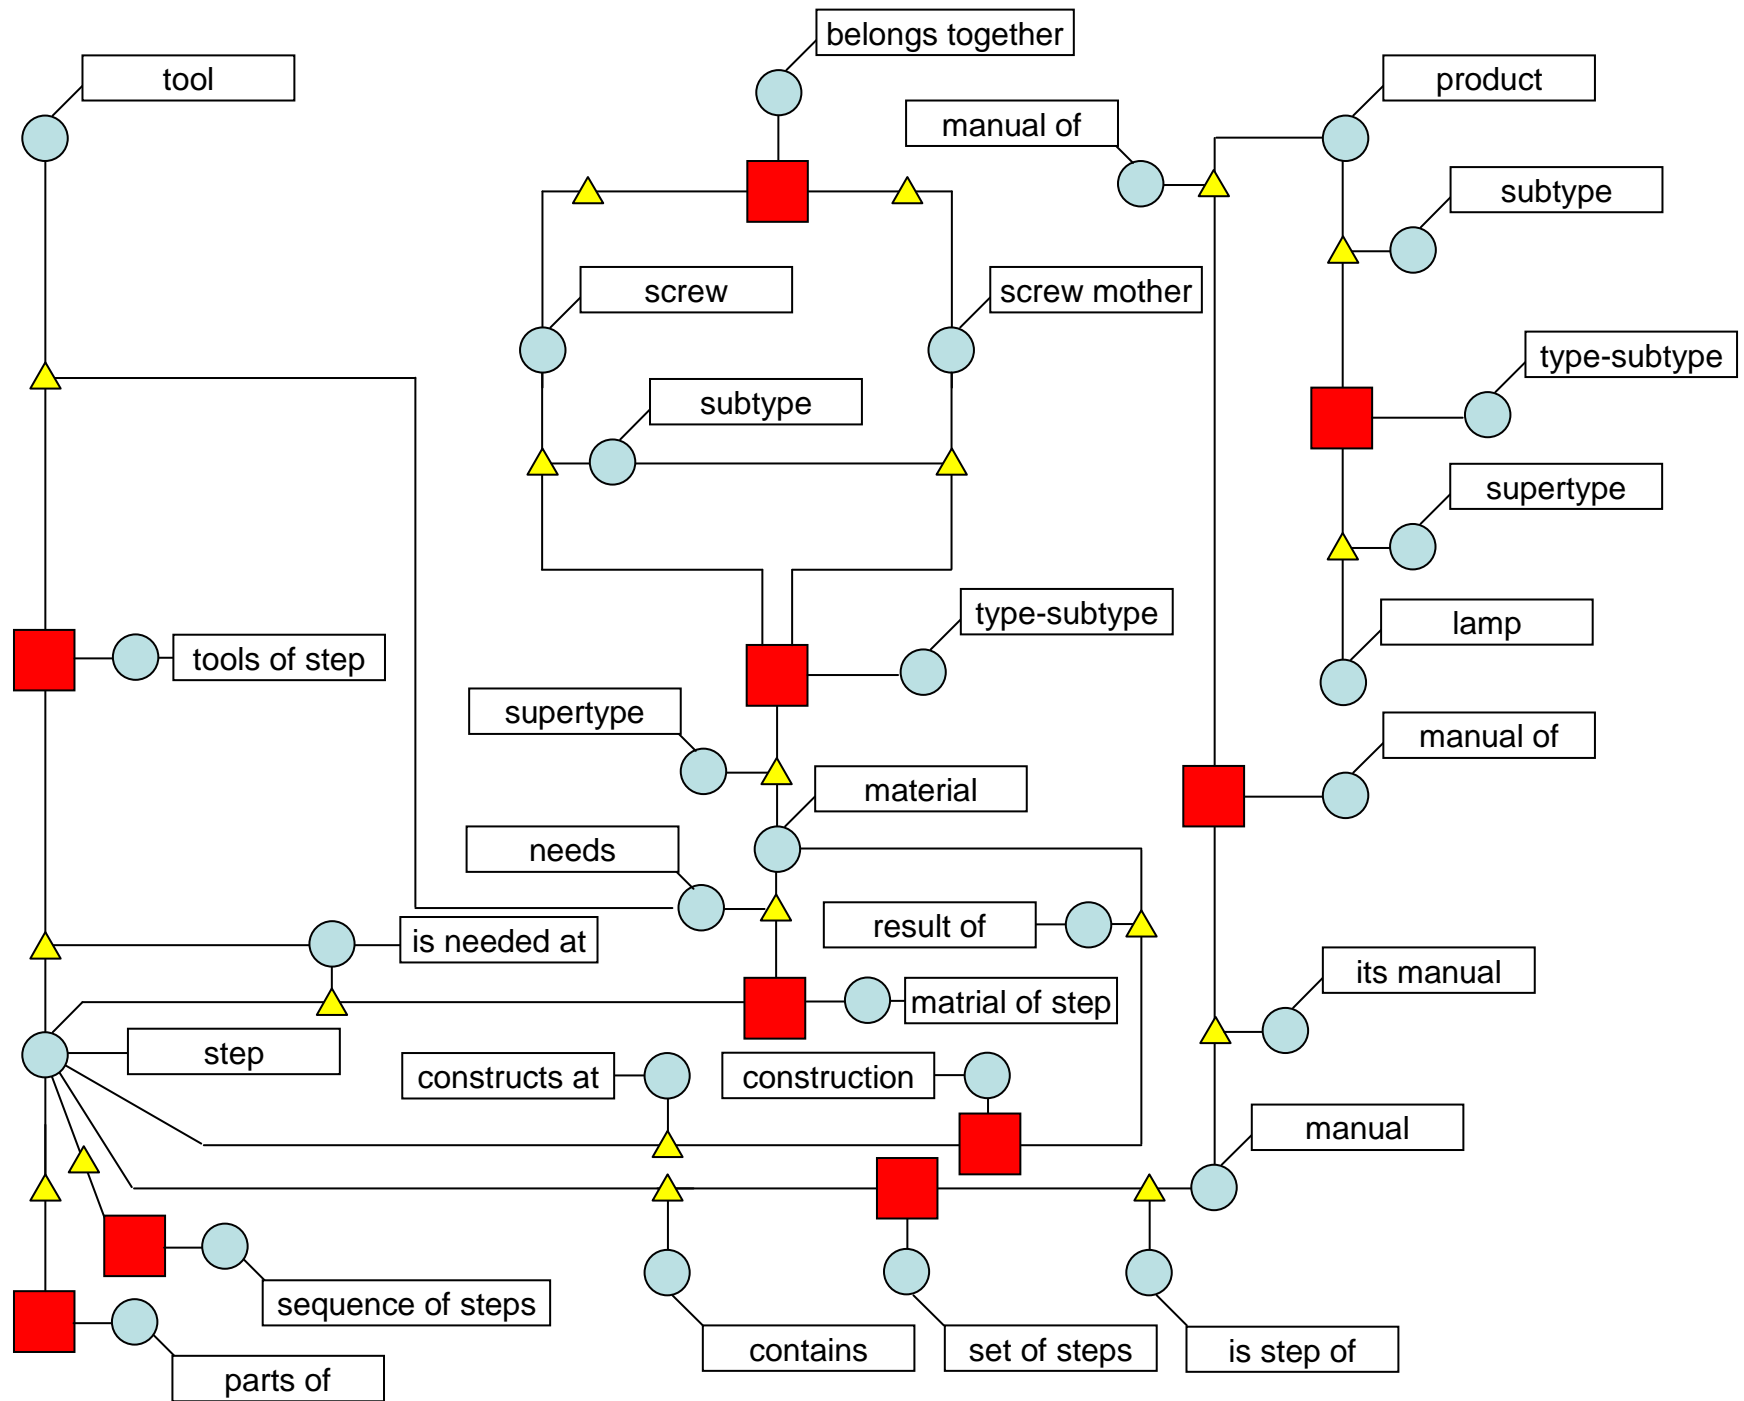 belongs together
tool
product
manual of
subtype
screw
screw mother
type-subtype
subtype
supertype
type-subtype
lamp
tools of step
supertype
manual of
material
needs
result of
is needed at
its manual
matrial of step
step
constructs at
construction
manual
sequence of steps
contains
set of steps
is step of
parts of